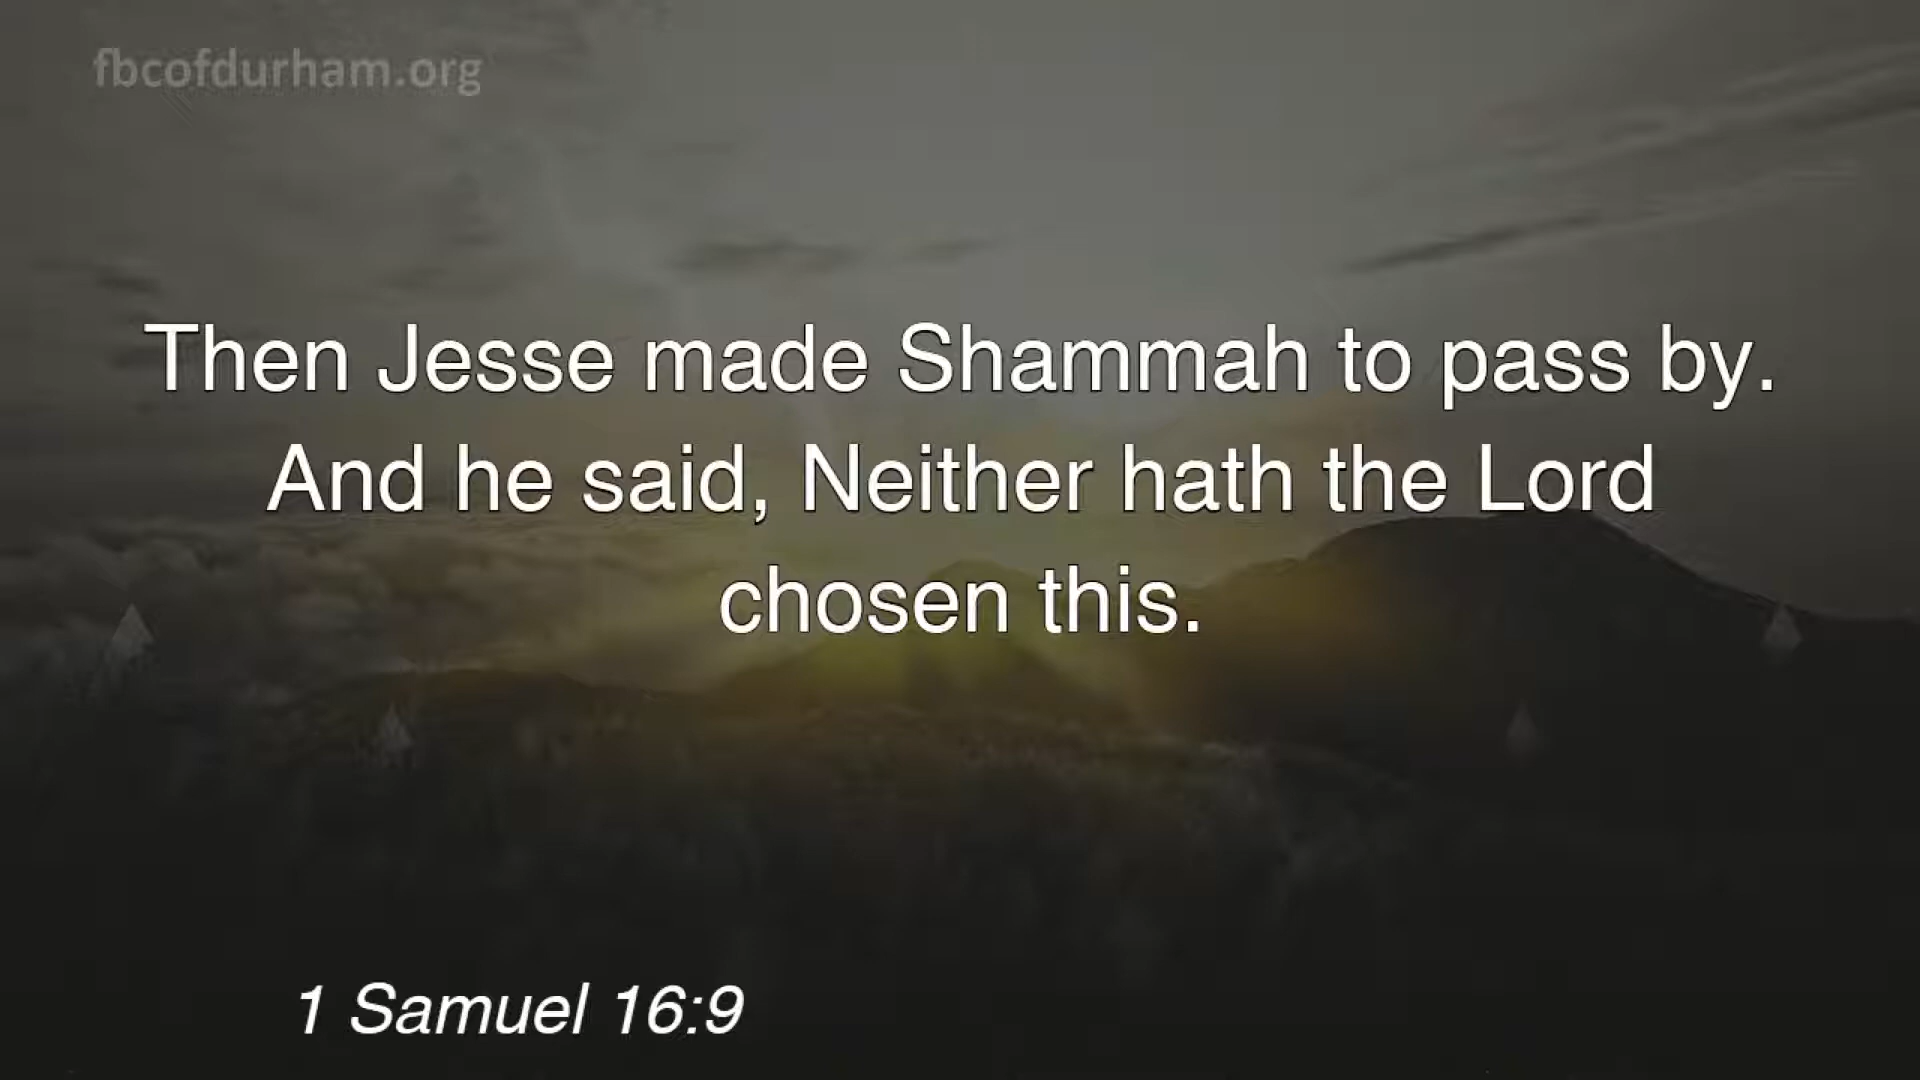 fbcofdurham.org
Then Jesse made Shammah to pass by.
And he said, Neither hath the Lord
chosen this.
1 Samuel 16:9